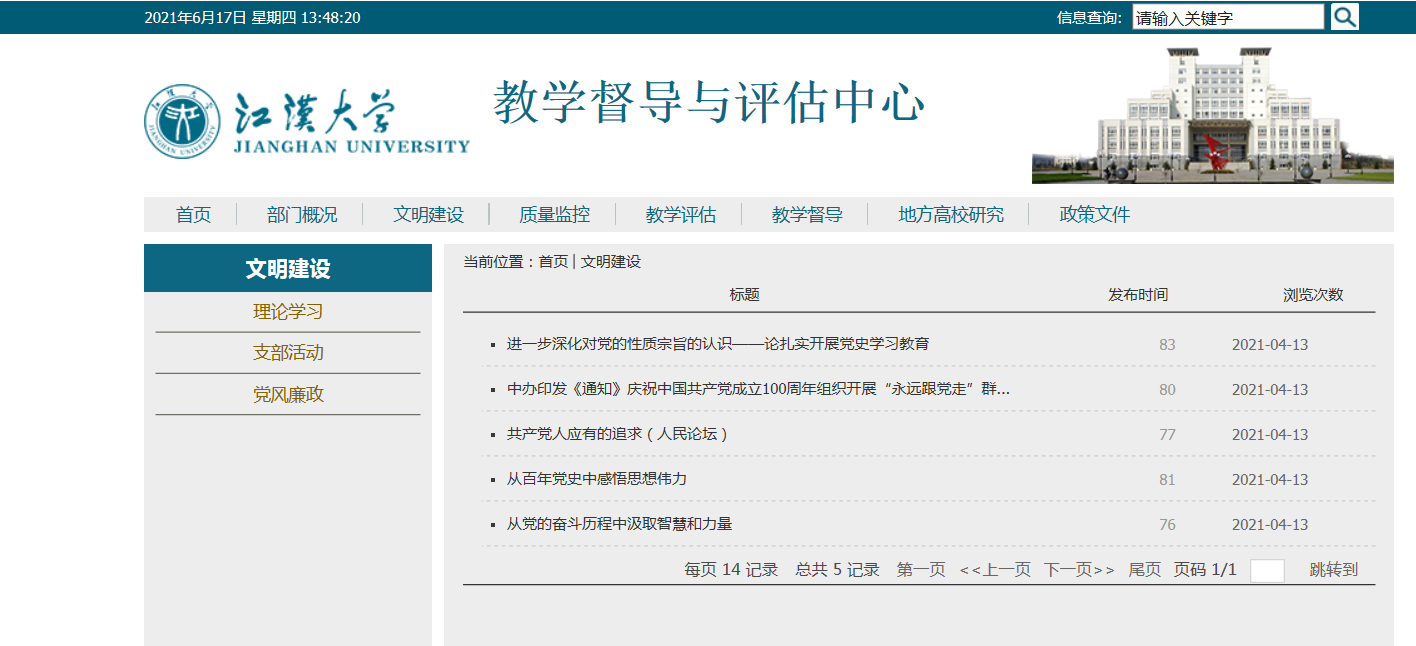 2021年6月17日 星期四 13:48:20 信息查询: 请输入关键字
江漢大学 教学督导与评估中心
JIANGHAN UNIVERSITY
首页 部门概况 文明建设 质量监控 教学评估 教学督导 地方高校研究 政策文件
文明建设
理论学习
支部活动
党风廉政
当前位置：首页 | 文明建设
标题 发布时间 浏览次数
进一步深化对党的性质宗旨的认识——论扎实开展党史学习教育 83 2021-04-13
中办印发《通知》庆祝中国共产党成立100周年组织开展“永远跟党走”群... 80 2021-04-13
共产党人应有的追求（人民论坛） 77 2021-04-13
从百年党史中感悟思想伟力 81 2021-04-13
从党的奋斗历程中汲取智慧和力量 76 2021-04-13
每页 14 记录 总共 5 记录 第一页 <<上一页 下一页>> 尾页 页码 1/1 跳转到